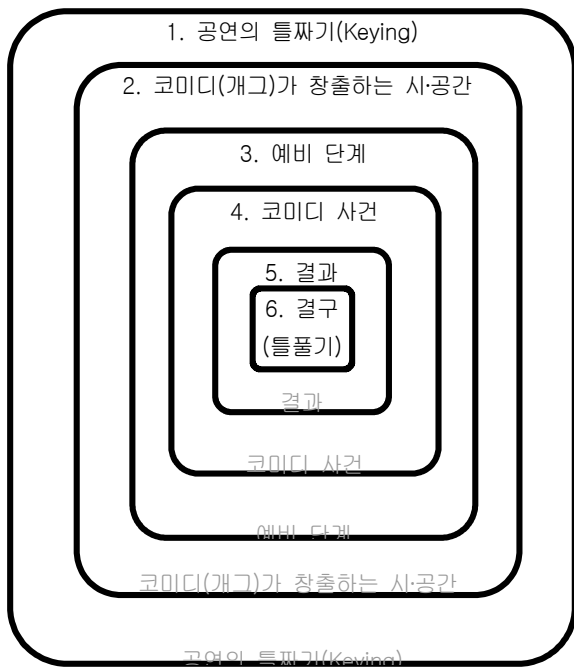 1. 공연의 틀짜기(Keying)
2. 코미디(개그)가 창출하는 시·공간
3. 예비 단계
4. 코미디 사건
5. 결과
6. 결구
(틀풀기)
결과
코미디 사건
예비 단계
코미디(개그)가 창출하는 시·공간
공연의 틀짜기(Keying)